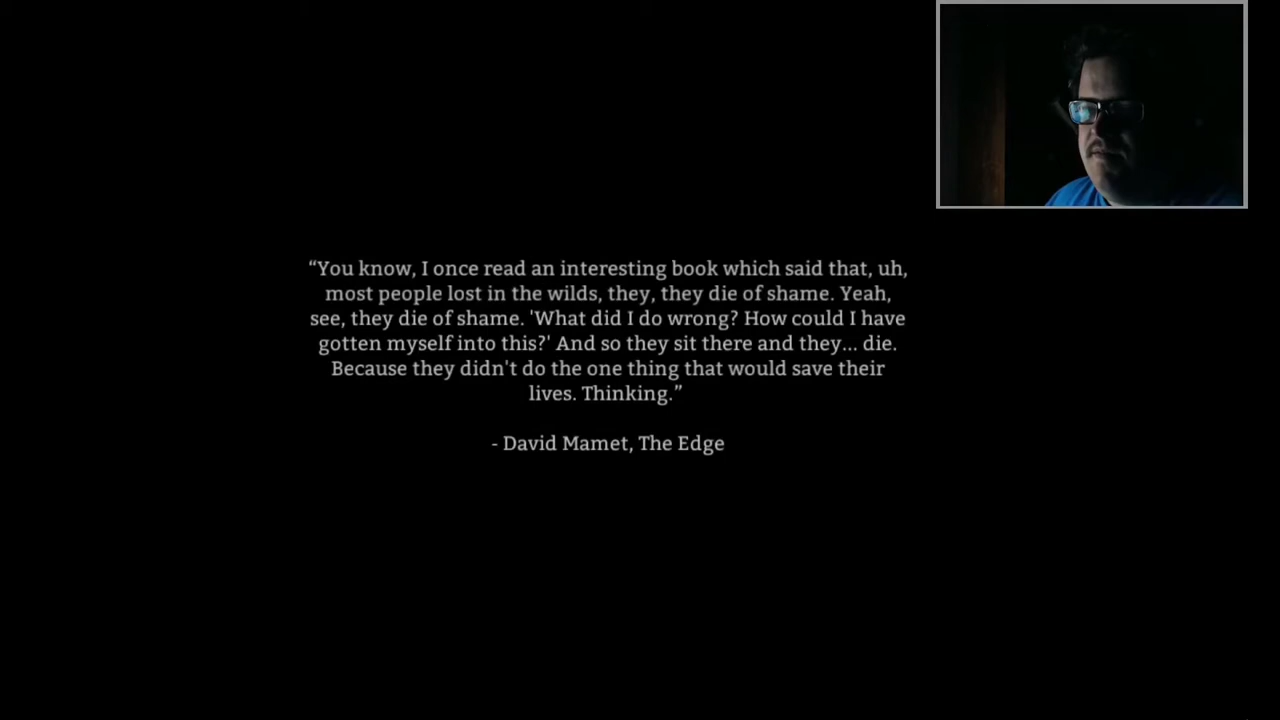 “You know, I once read an interesting book which said that, uh,
most people lost in the wilds, they, they die of shame. Yeah,
see, they die of shame. 'What did I do wrong? How could I have
gotten myself into this?' And so they sit there and they... die.
Because they didn't do the one thing that would save their
lives. Thinking.”
- David Mamet, The Edge